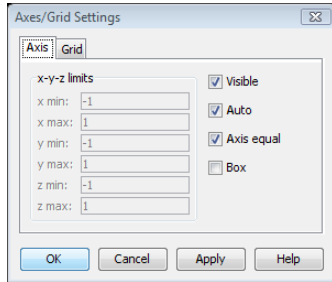 Axes/Grid Settings
Axis Grid
x-y-z limits
x min: -1
x max: 1
y min: -1
y max: 1
z min: -1
z max: 1
Visible
Auto
Axis equal
Box
OK Cancel Apply Help